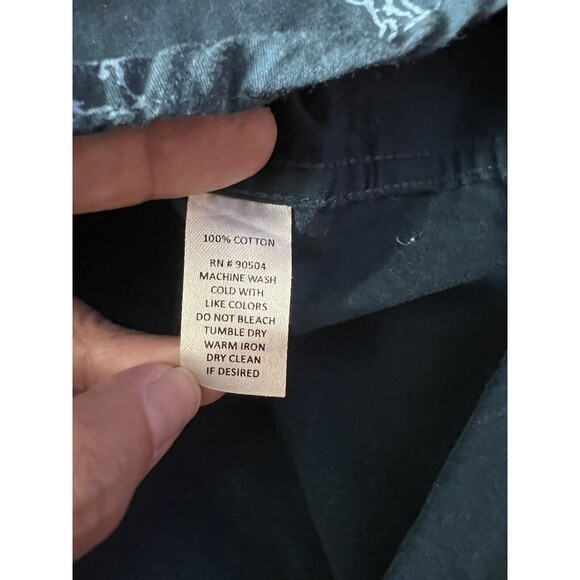 100% COTTON
RN # 90504
MACHINE WASH
COLD WITH
LIKE COLORS
DO NOT BLEACH
TUMBLE DRY
WARM IRON
DRY CLEAN
IF DESIRED